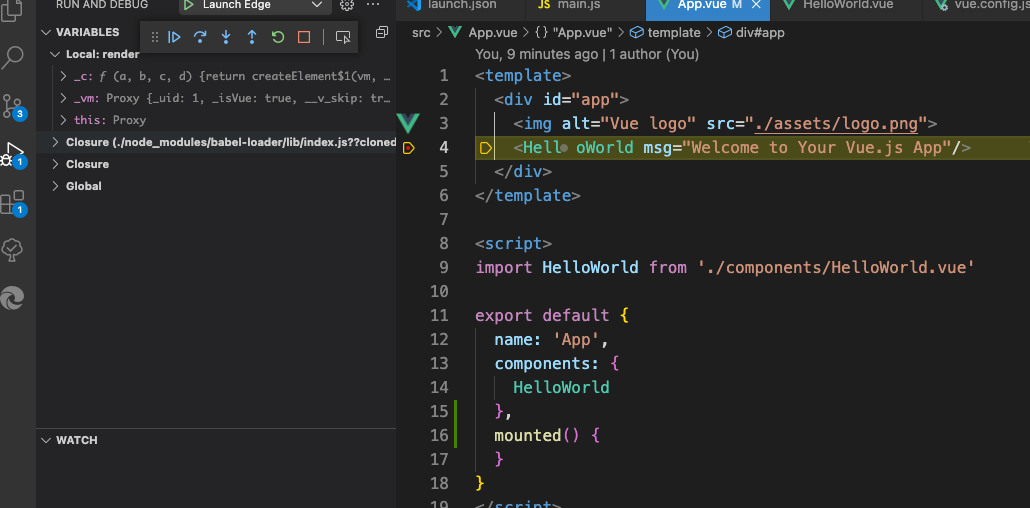 RUN AND DEBUG
Launch Edge
VARIABLES
Local: render
_c: ƒ (a, b, c, d) {return createElement$1(vm, …
_vm: Proxy {_uid: 1, _isVue: true, __v_skip: tr…
this: Proxy
Closure (./node_modules/babel-loader/lib/index.js??cloned
Closure
Global
WATCH
3
1
1
launch.json
JS main.js
App.vue M
HelloWorld.vue
vue.config.js
src > App.vue > {} "App.vue" > template > div#app
You, 9 minutes ago | 1 author (You)
1 <template>
2 <div id="app">
3 <img alt="Vue logo" src="./assets/logo.png">
4 <Hell oWorld msg="Welcome to Your Vue.js App"/>
5 </div>
6 </template>
7
8 <script>
9 import HelloWorld from './components/HelloWorld.vue'
10
11 export default {
12 name: 'App',
13 components: {
14 HelloWorld
15 },
16 mounted() {
17 }
18 }
19 </script>